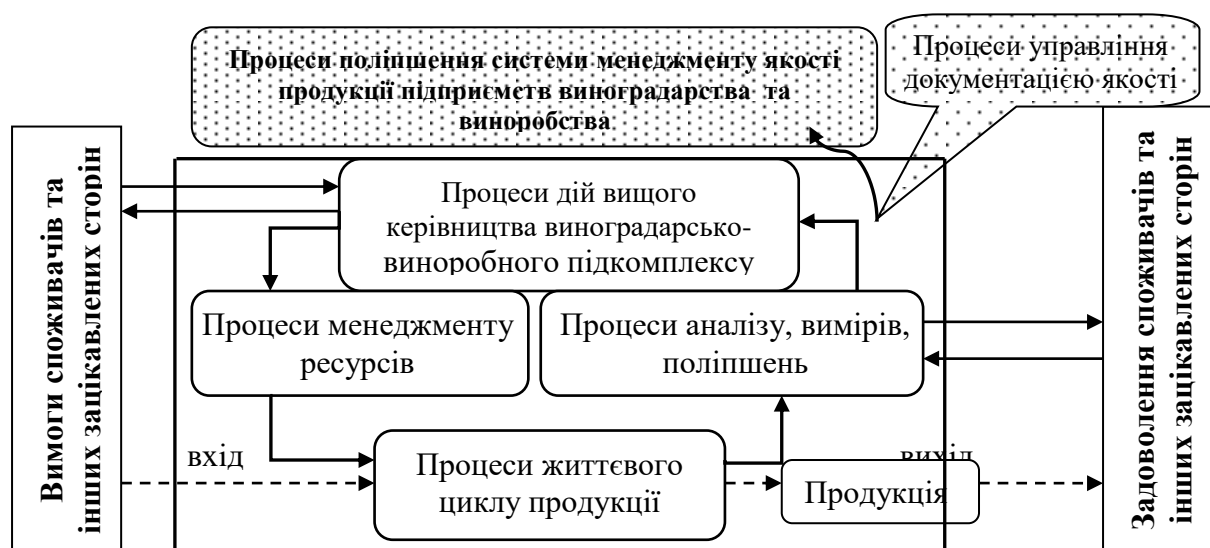 Процеси поліпшення системи менеджменту якості
продукції підприємств виноградарства та
виноробства
Процеси управління
документацією якості
Вимоги споживачів та
інших зацікавлених сторін
Процеси дій вищого
керівництва виноградарсько-
виноробного підкомплексу
Процеси менеджменту
ресурсів
Процеси аналізу, вимірів,
поліпшень
вхід
Процеси життєвого
циклу продукції
вихід
Продукція
Задоволення споживачів та
інших зацікавлених сторін